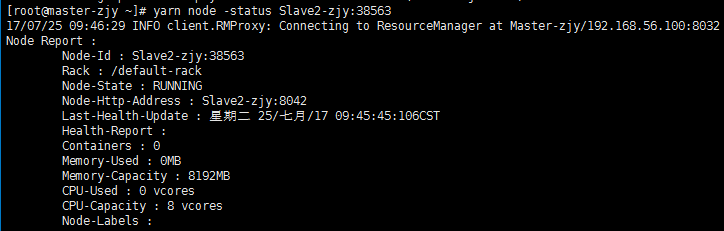 [root@master-zjy ~]# yarn node -status Slave2-zjy:38563
17/07/25 09:46:29 INFO client.RMProxy: Connecting to ResourceManager at Master-zjy/192.168.56.100:8032
Node Report :
Node-Id : Slave2-zjy:38563
Rack : /default-rack
Node-State : RUNNING
Node-Http-Address : Slave2-zjy:8042
Last-Health-Update : 星期二 25/七月/17 09:45:45:106CST
Health-Report :
Containers : 0
Memory-Used : 0MB
Memory-Capacity : 8192MB
CPU-Used : 0 vcores
CPU-Capacity : 8 vcores
Node-Labels :